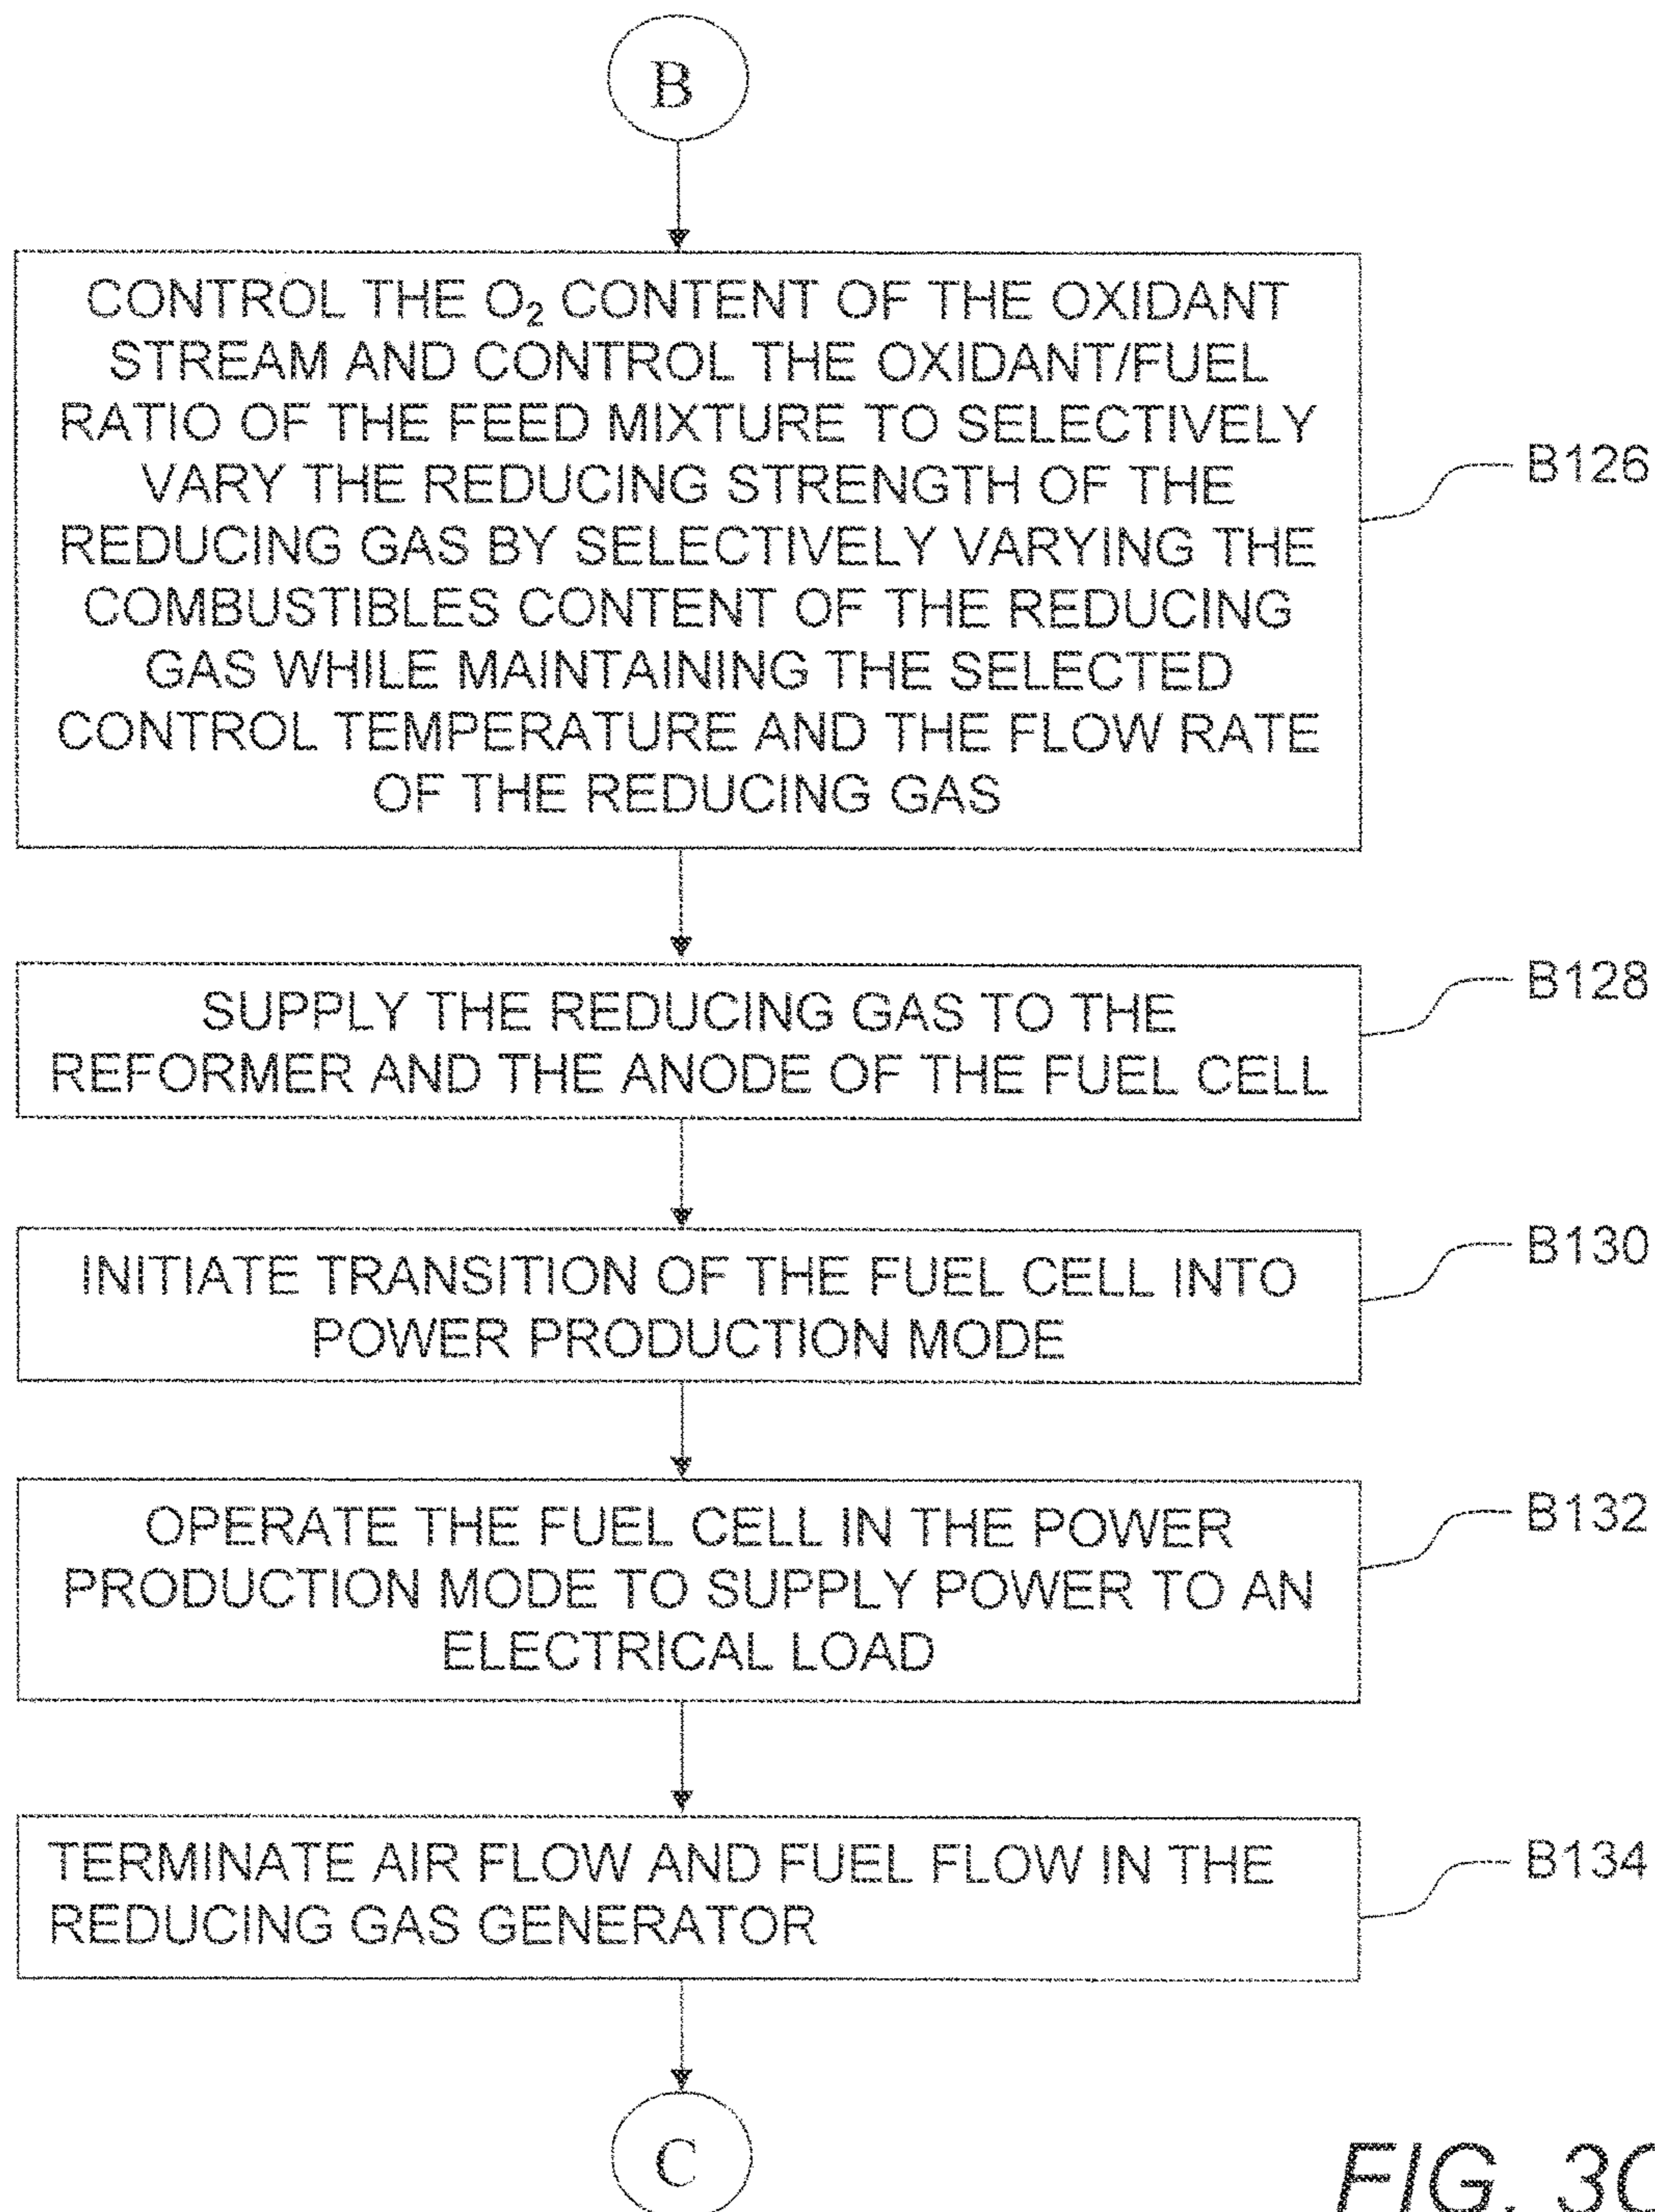 B
CONTROL THE O₂ CONTENT OF THE OXIDANT
STREAM AND CONTROL THE OXIDANT/FUEL
RATIO OF THE FEED MIXTURE TO SELECTIVELY
VARY THE REDUCING STRENGTH OF THE
REDUCING GAS BY SELECTIVELY VARYING THE
COMBUSTIBLES CONTENT OF THE REDUCING
GAS WHILE MAINTAINING THE SELECTED
CONTROL TEMPERATURE AND THE FLOW RATE
OF THE REDUCING GAS
B126
SUPPLY THE REDUCING GAS TO THE
REFORMER AND THE ANODE OF THE FUEL CELL
B128
INITIATE TRANSITION OF THE FUEL CELL INTO
POWER PRODUCTION MODE
B130
OPERATE THE FUEL CELL IN THE POWER
PRODUCTION MODE TO SUPPLY POWER TO AN
ELECTRICAL LOAD
B132
TERMINATE AIR FLOW AND FUEL FLOW IN THE
REDUCING GAS GENERATOR
B134
C
FIG. 3C